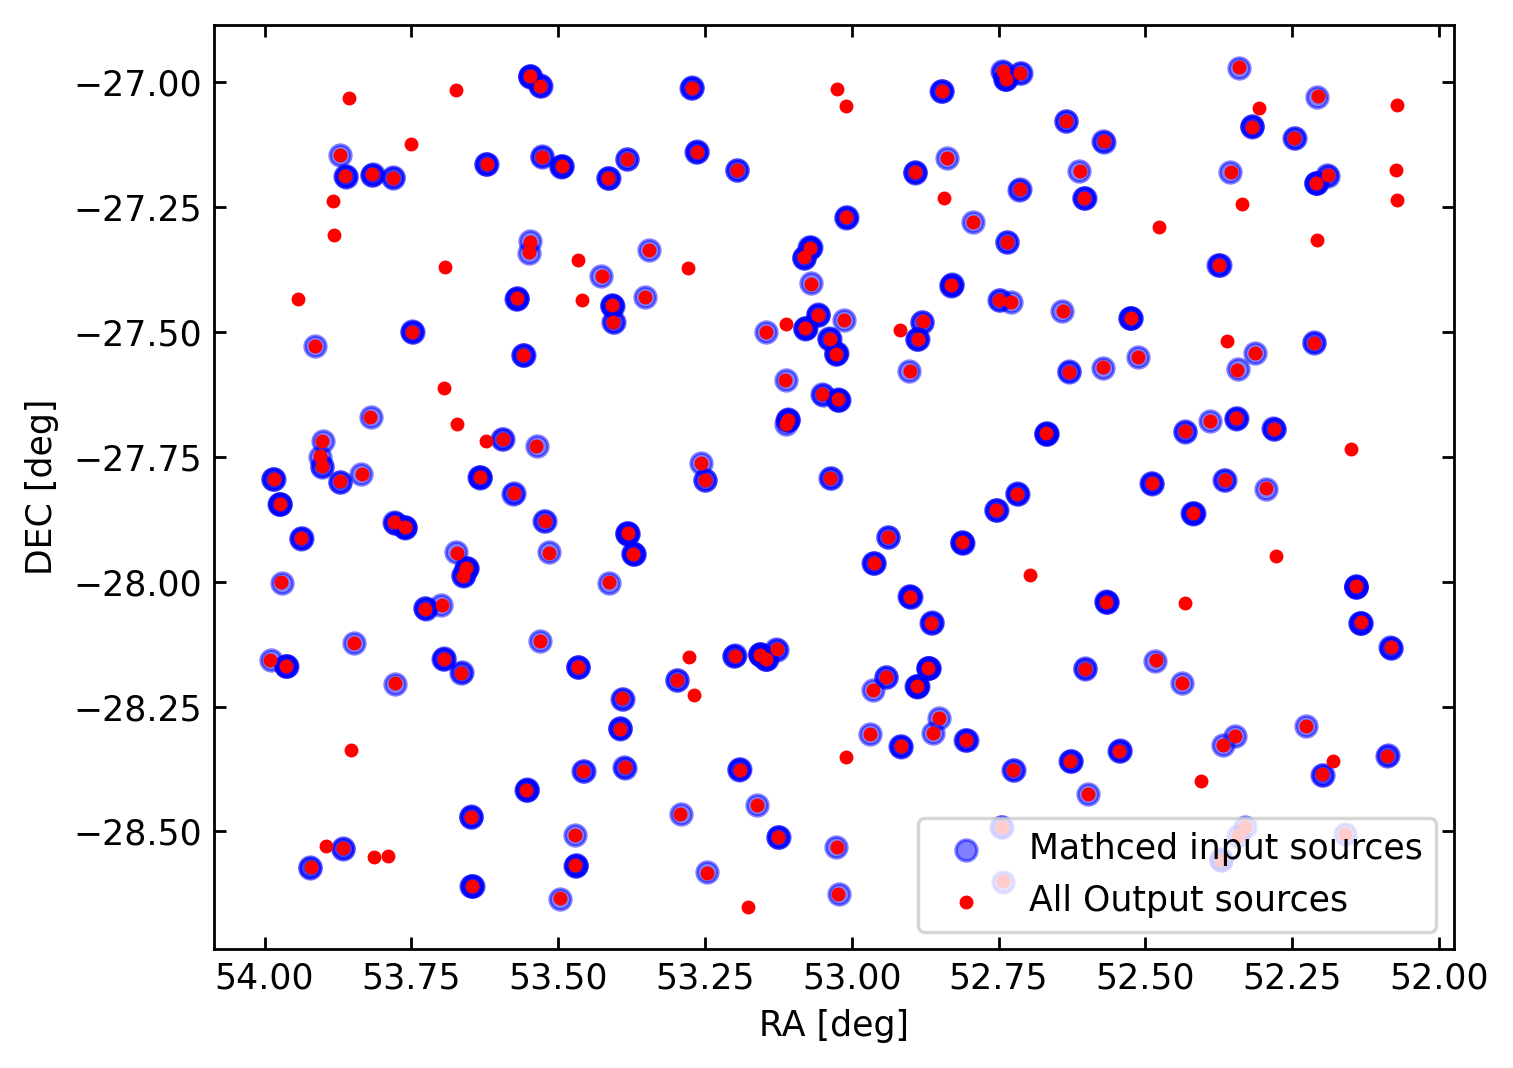 −27.00
−27.25
−27.50
−27.75
−28.00
−28.25
−28.50
DEC [deg]
Mathced input sources
All Output sources
54.00 53.75 53.50 53.25 53.00 52.75 52.50 52.25 52.00
RA [deg]